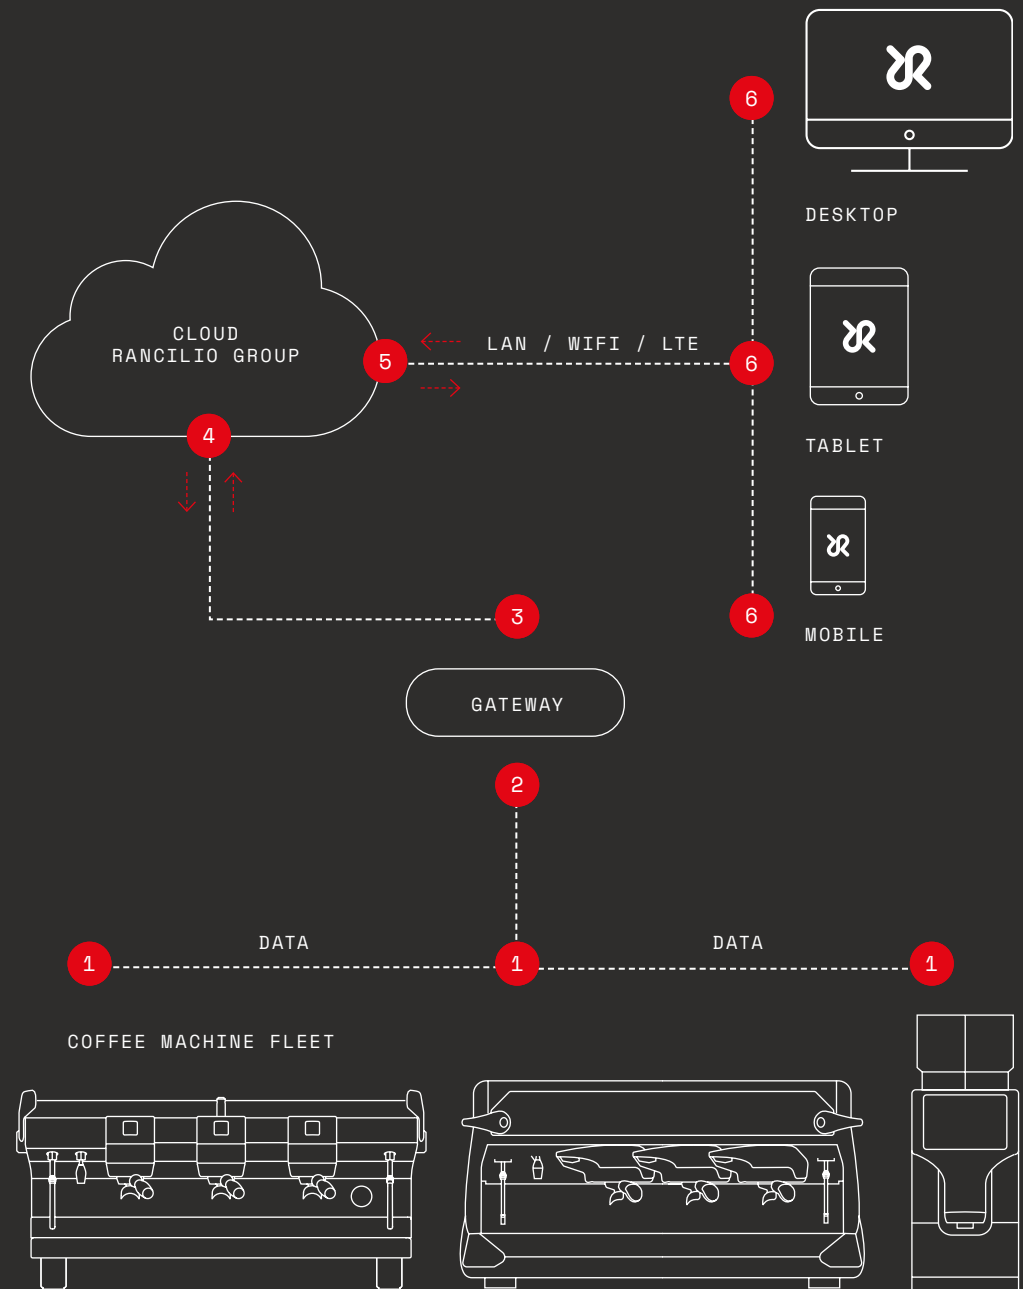 6
DESKTOP
CLOUD
RANCILIO GROUP
5
LAN / WIFI / LTE
6
4
TABLET
3
6
MOBILE
GATEWAY
2
DATA
DATA
1
1
1
COFFEE MACHINE FLEET